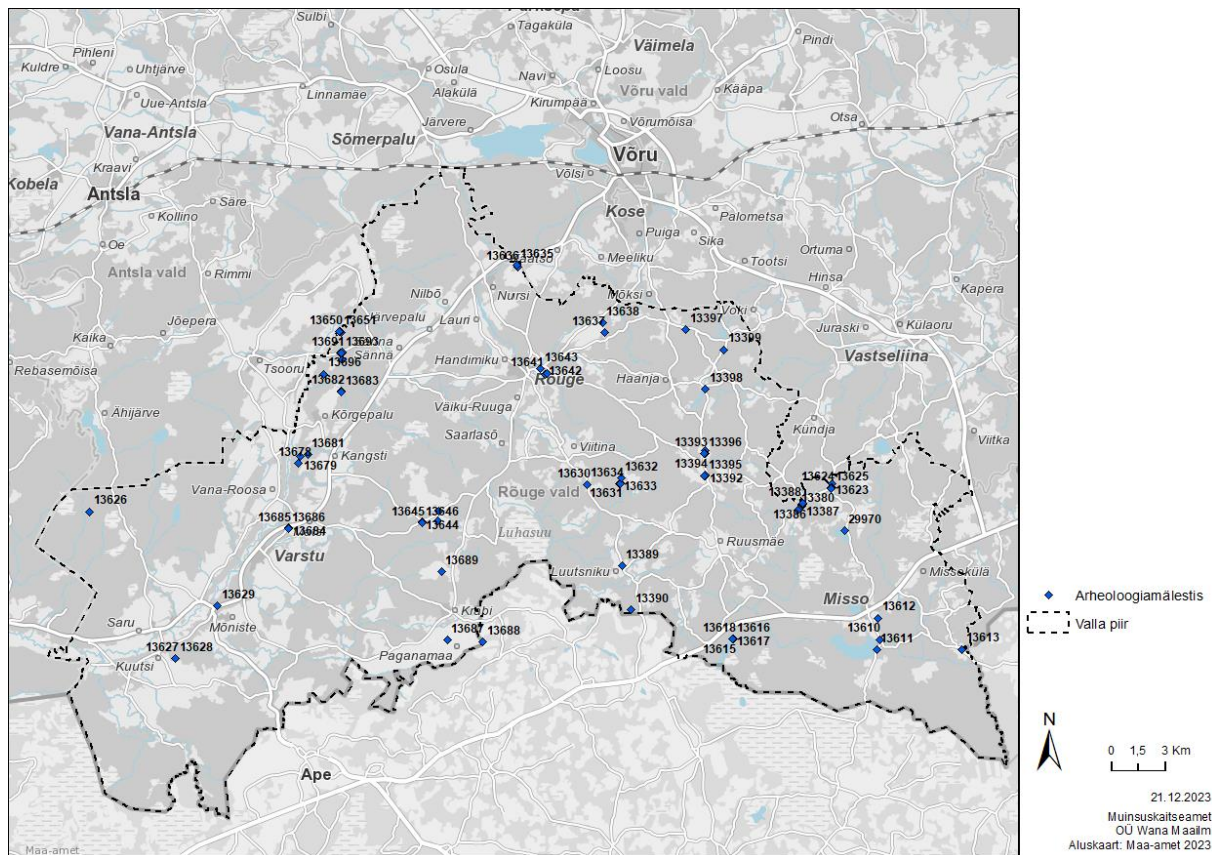 Sulbi
Tagaküla
Pindi
Pihleni
Väimela
Kuldre
Uhtjärve
Osula
Navi
Loosu
Linnamäe
Alakülä
Võru vald
Kääpa
Uue-Antsla
Kirumpää
Järvere
Võrumõisa
Otsa
Vana-Antsla
Sõmerpalu
Kraavi
Võru
Kobela
Võlsi
Antsla
Säre
Kose
Kollino
Palometsa
Puiga
Sika
Oe
13636
13635
Meeliku
Ortuma
Tootsi
Antsla vald
Rimmi
Hinsa
Kapera
Nursi
Mõksi
Nilbö
Voki
13638
13650
13651
Järvepalu
Lauri
13637
13397
Jõepera
Juraski
Külaoru
Kaika
13691
13693
13399
Sänna
13643
Vastseliina
Tsooru
13696
Handimiku
13641
13642
Rebasemõisa
Rõuge
Haanja
13682
13683
13398
Väiku-Ruuga
Ähijärve
Kõrgepalu
Kündja
Saarlasõ
Viitka
13681
Viitina
13393
13396
13678
Kangsti
13679
13632
13394
13395
13630
13634
13392
13624
13625
Vana-Roosa
Rõuge vald
13631
13633
13623
13626
13388
13380
13387
13386
13645
13646
29970
13685
13686
13644
13684
Luhasuu
Varstu
Ruusmäe
13689
13389
Luutsniku
Missokülä
13629
13390
Misso
13612
Krabi
Saru
Mõniste
13618
13616
13610
13687
13688
13617
13611
13613
13627
13628
13615
Kuutsi
Paganamaa
Ape
Maa-amet
Arheoloogiamälestis
Valla piir
N
0 1,5 3 Km
21.12.2023
Muinsuskaitseamet
OÜ Wana Maailm
Aluskaart: Maa-amet 2023